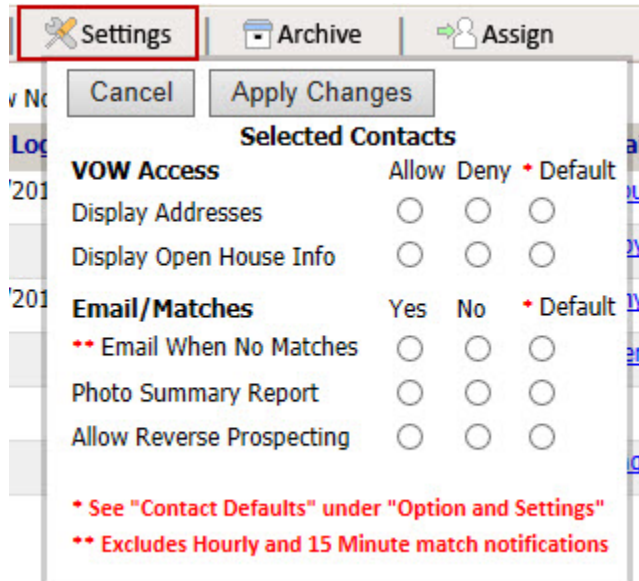 Settings Archive Assign
Cancel Apply Changes
Selected Contacts
VOW Access Allow Deny * Default
Display Addresses
Display Open House Info
Email/Matches Yes No * Default
** Email When No Matches
Photo Summary Report
Allow Reverse Prospecting
* See "Contact Defaults" under "Option and Settings"
** Excludes Hourly and 15 Minute match notifications